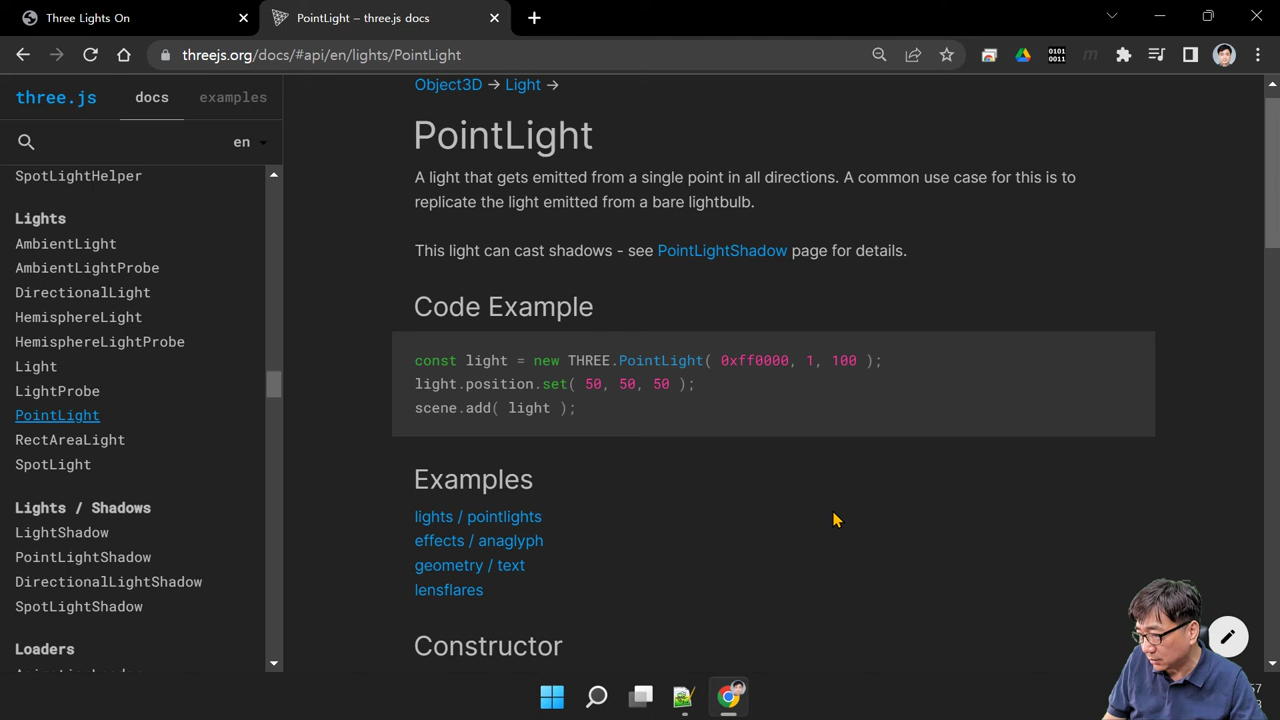 Three Lights On
PointLight – three.js docs
threejs.org/docs/#api/en/lights/PointLight
0101
0011
three.js
docs
examples
en
SpotLightHelper
Lights
AmbientLight
AmbientLightProbe
DirectionalLight
HemisphereLight
HemisphereLightProbe
Light
LightProbe
PointLight
RectAreaLight
SpotLight
Lights / Shadows
LightShadow
PointLightShadow
DirectionalLightShadow
SpotLightShadow
Loaders
Object3D → Light →
PointLight
A light that gets emitted from a single point in all directions. A common use case for this is to
replicate the light emitted from a bare lightbulb.
This light can cast shadows - see PointLightShadow page for details.
Code Example
const light = new THREE.PointLight( 0xff0000, 1, 100 );
light.position.set( 50, 50, 50 );
scene.add( light );
Examples
lights / pointlights
effects / anaglyph
geometry / text
lensflares
Constructor